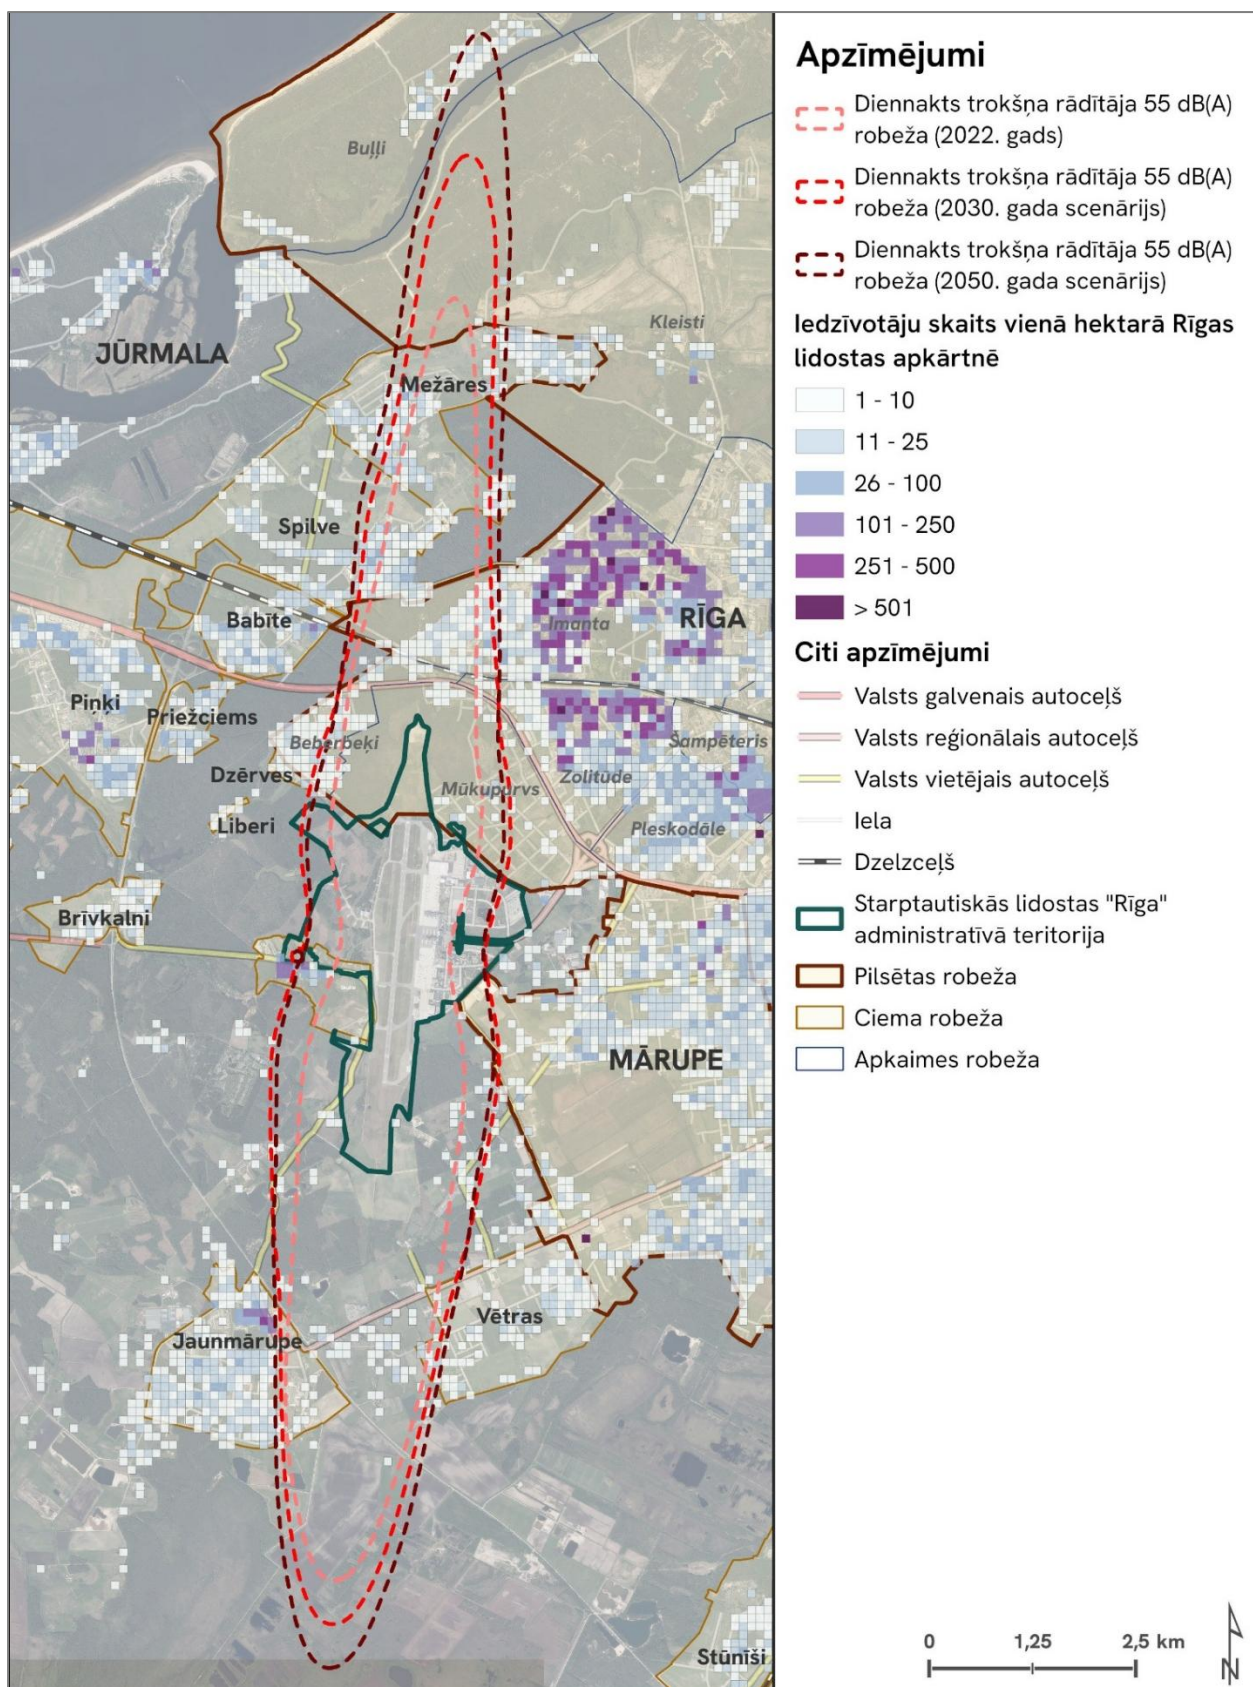 Buļļi
Kleisti
JŪRMALA
Mežāres
Spilve
Babīte
Imanta
RĪGA
Piņķi
Priežciems
Beberbeķi
Šampēteris
Dzērves
Mūkupurvs
Zolitude
Liberi
Pleskodāle
Brīvkalni
MĀRUPE
Vētras
Jaunmārupe
Stūnīši
Apzīmējumi
Diennakts trokšņa rādītāja 55 dB(A)
robeža (2022. gads)
Diennakts trokšņa rādītāja 55 dB(A)
robeža (2030. gada scenārijs)
Diennakts trokšņa rādītāja 55 dB(A)
robeža (2050. gada scenārijs)
Iedzīvotāju skaits vienā hektarā Rīgas
lidostas apkārtnē
1 - 10
11 - 25
26 - 100
101 - 250
251 - 500
> 501
Citi apzīmējumi
Valsts galvenais autoceļš
Valsts reģionālais autoceļš
Valsts vietējais autoceļš
Iela
Dzelzceļš
Starptautiskās lidostas "Rīga"
administratīvā teritorija
Pilsētas robeža
Ciema robeža
Apkaimes robeža
0 1,25 2,5 km
N